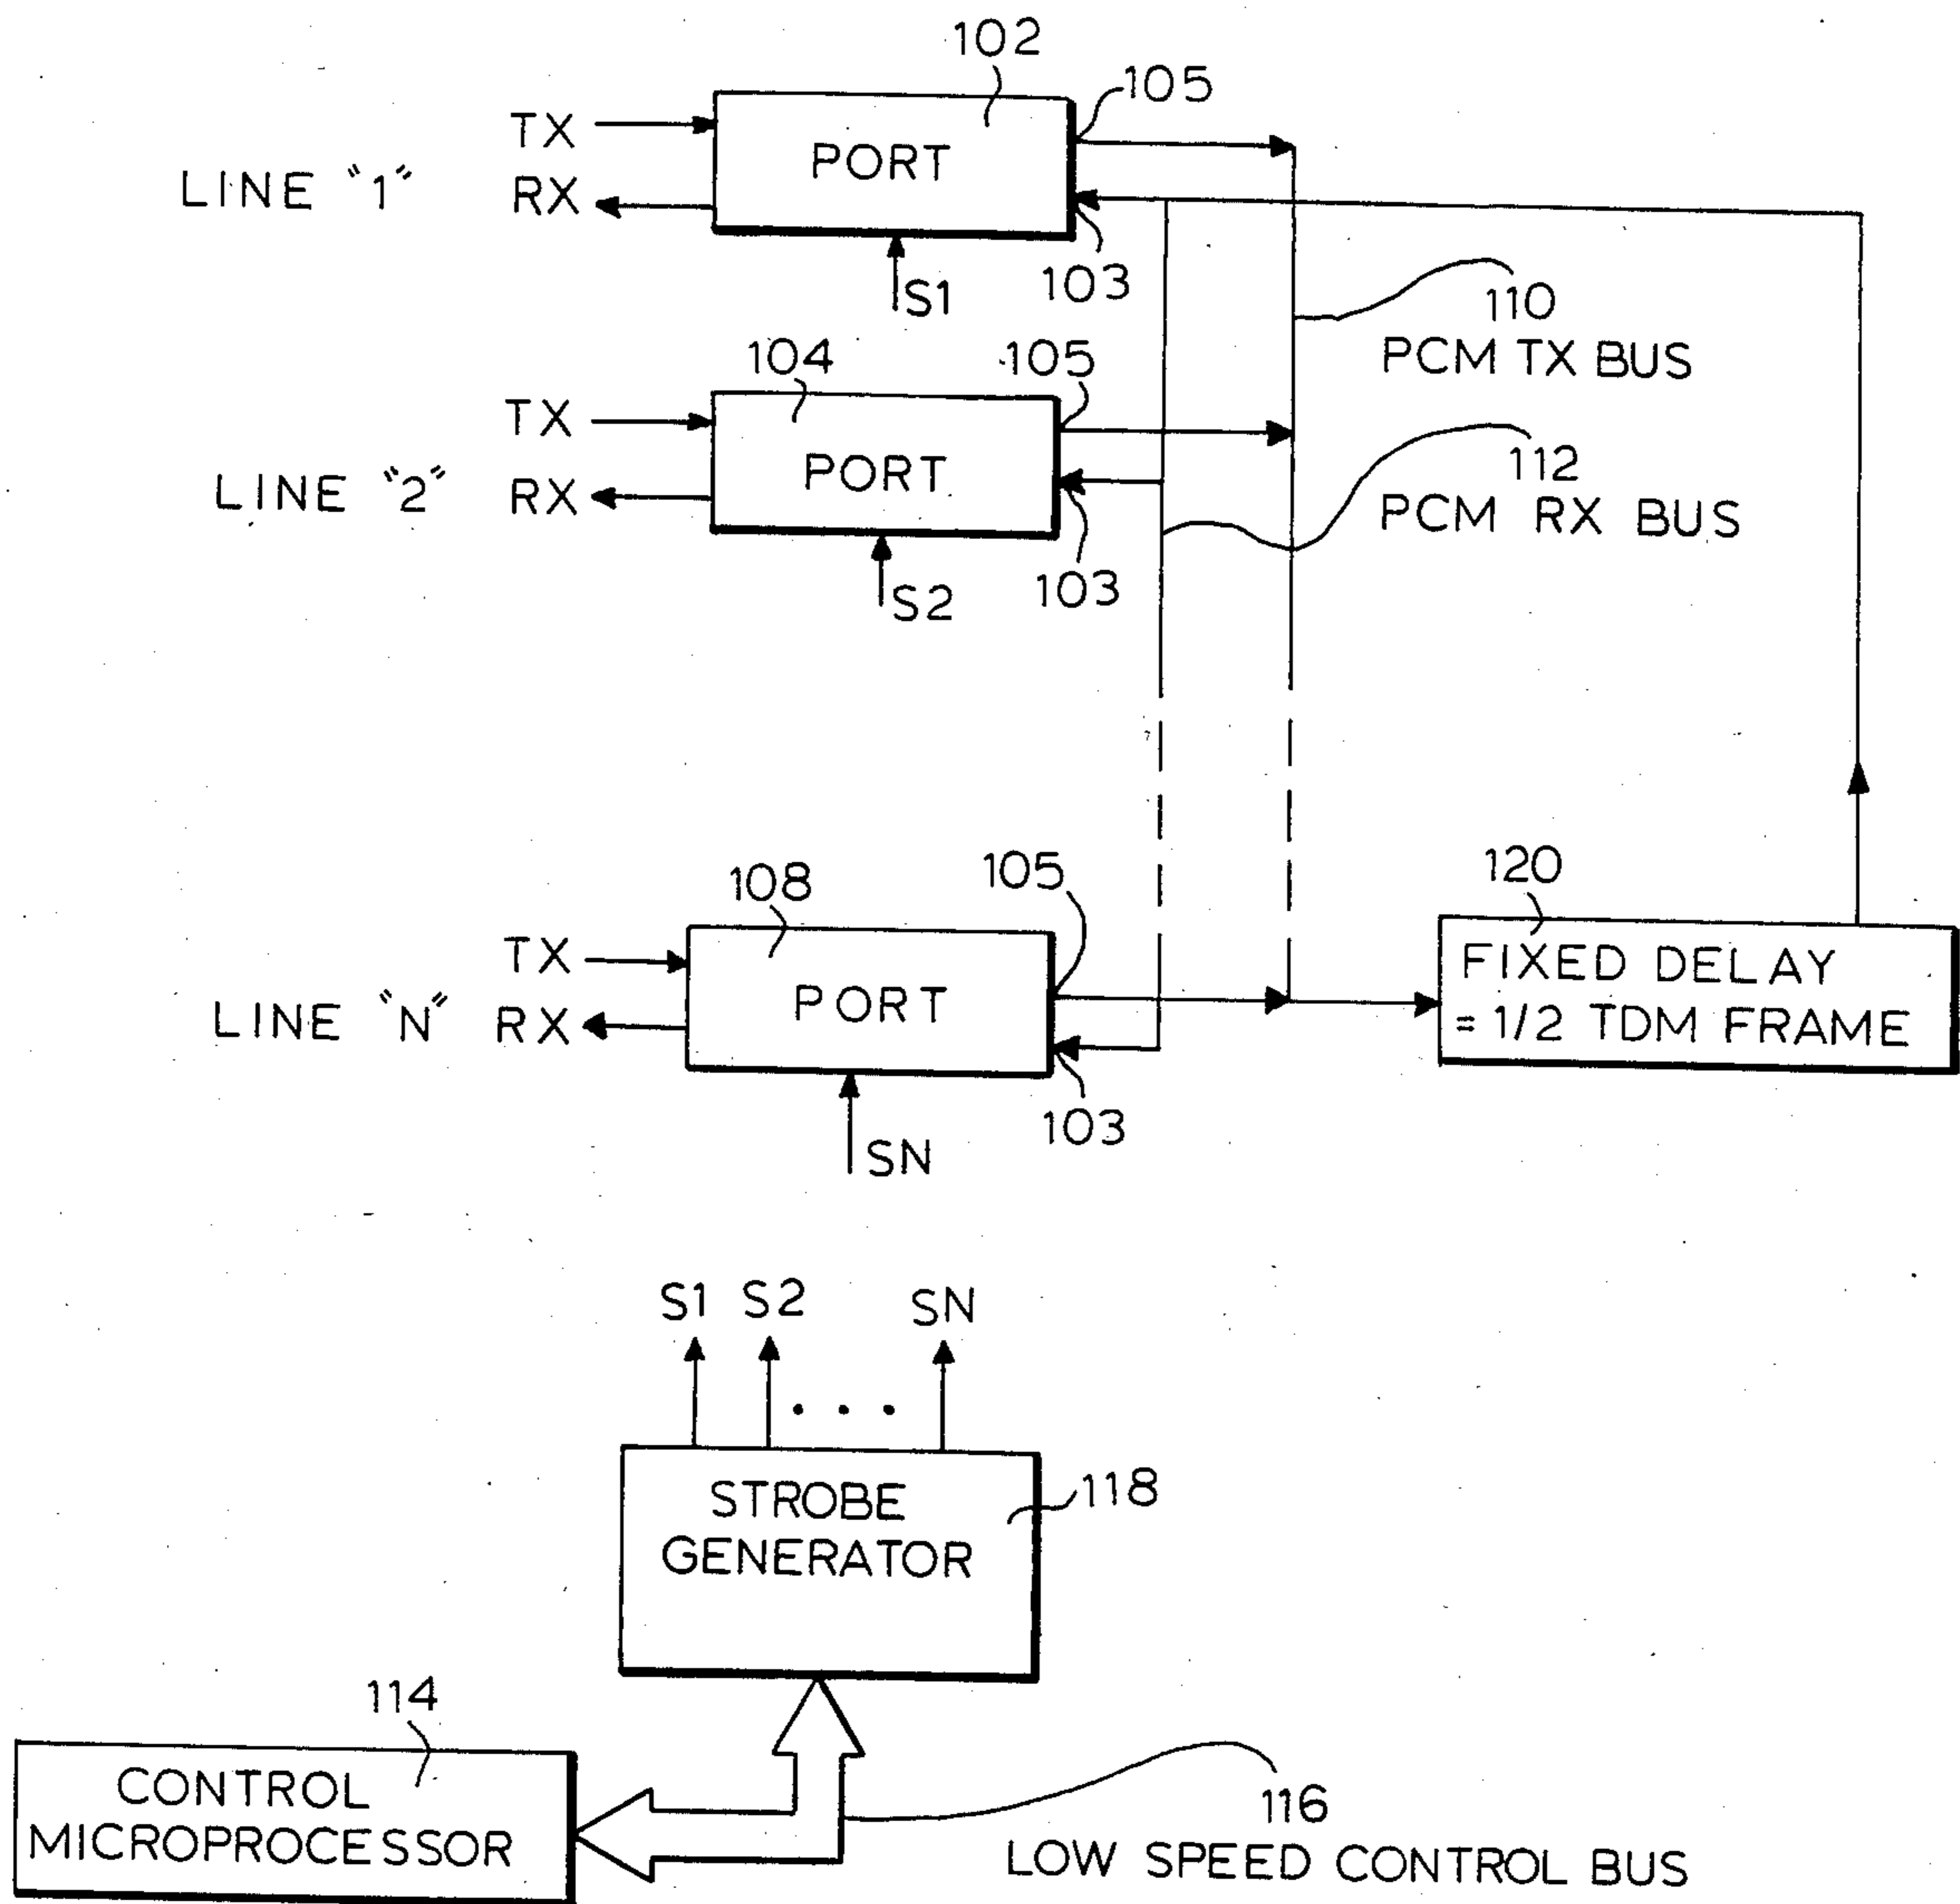 102
105
TX
PORT
LINE "1"
RX
S1
103
110
PCM TX BUS
104
105
TX
PORT
LINE "2"
RX
112
PCM RX BUS
S2
103
108
105
120
TX
PORT
LINE "N"
RX
FIXED DELAY
= 1/2 TDM FRAME
SN
103
S1 S2 SN
. . .
STROBE
GENERATOR
118
114
CONTROL
MICROPROCESSOR
116
LOW SPEED CONTROL BUS